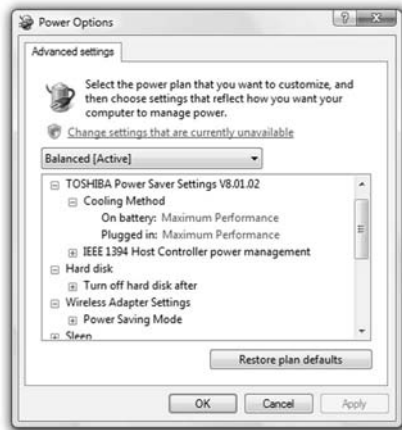 Power Options
Advanced settings
Select the power plan that you want to customize, and
then choose settings that reflect how you want your
computer to manage power.
Change settings that are currently unavailable
Balanced [Active]
TOSHIBA Power Saver Settings V8.01.02
Cooling Method
On battery: Maximum Performance
Plugged in: Maximum Performance
IEEE 1394 Host Controller power management
Hard disk
Turn off hard disk after
Wireless Adapter Settings
Power Saving Mode
Sleep
Restore plan defaults
OK Cancel Apply